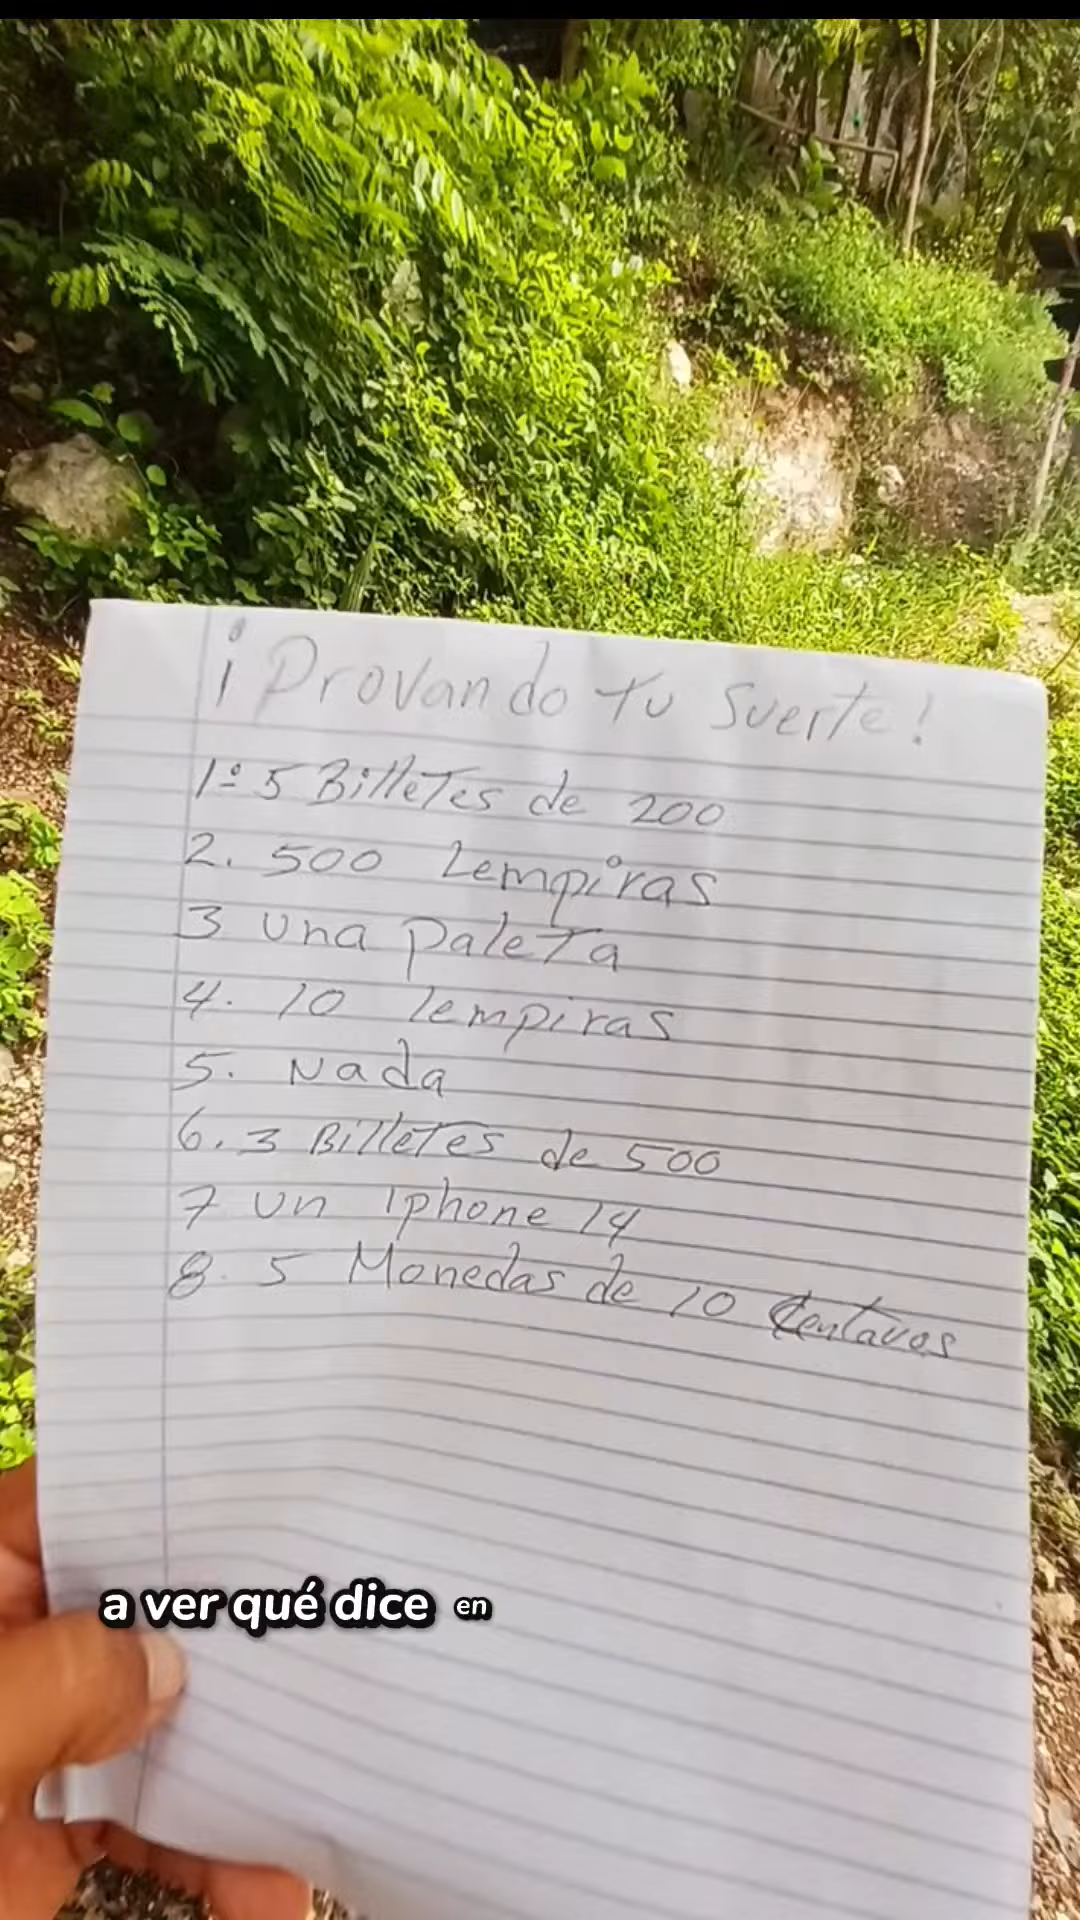 ¡Provando tu suerte!
1º 5 Billetes de 200
2. 500 Lempiras
3 una paleta
4. 10 lempiras
5. Nada
6. 3 Billetes de 500
7 un iphone 14
8. 5 Monedas de 10 Centavos
a ver qué dice en